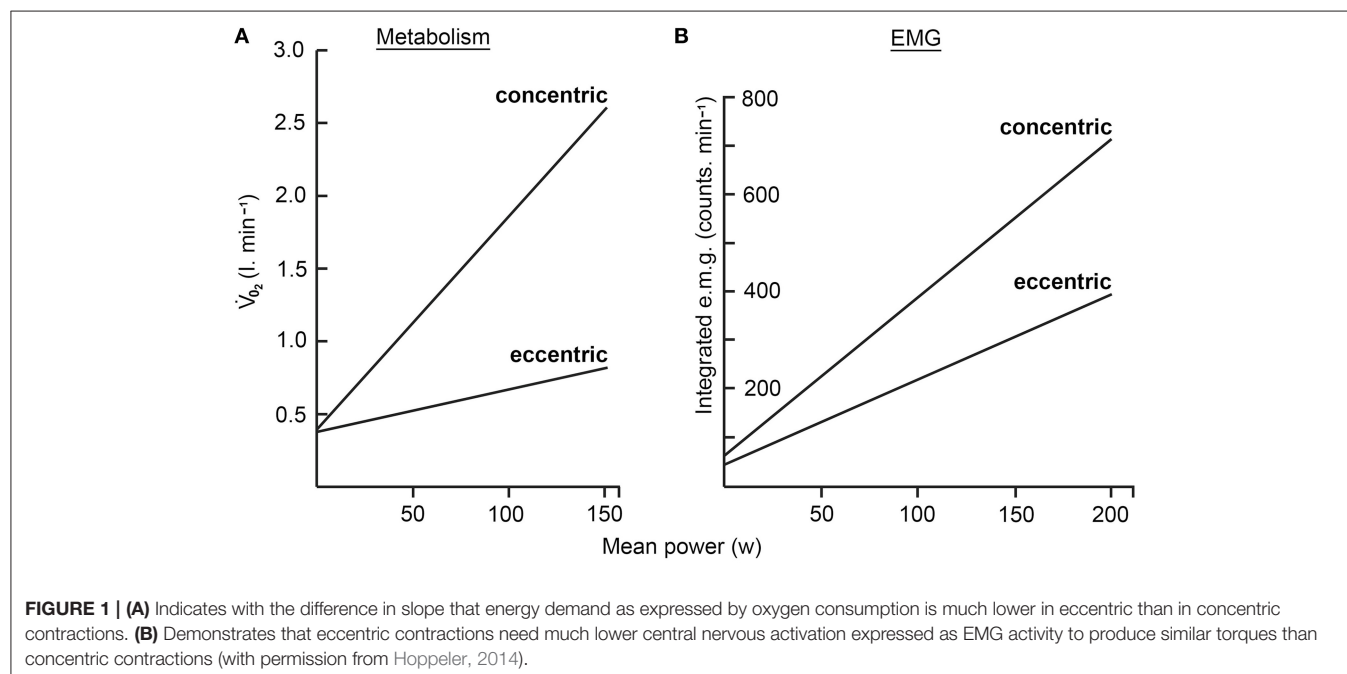 A
Metabolism
3.0
2.5
2.0
1.5
1.0
0.5
V̇O₂ (l. min⁻¹)
concentric
eccentric
50
100
150
B
EMG
800
600
400
200
Integrated e.m.g. (counts. min⁻¹)
concentric
eccentric
50
100
150
200
Mean power (w)
FIGURE 1 | (A) Indicates with the difference in slope that energy demand as expressed by oxygen consumption is much lower in eccentric than in concentric
contractions. (B) Demonstrates that eccentric contractions need much lower central nervous activation expressed as EMG activity to produce similar torques than
concentric contractions (with permission from Hoppeler, 2014).